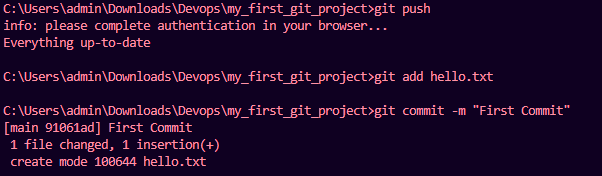 C:\Users\admin\Downloads\Devops\my_first_git_project>git push
info: please complete authentication in your browser...
Everything up-to-date
C:\Users\admin\Downloads\Devops\my_first_git_project>git add hello.txt
C:\Users\admin\Downloads\Devops\my_first_git_project>git commit -m "First Commit"
[main 91061ad] First Commit
1 file changed, 1 insertion(+)
create mode 100644 hello.txt